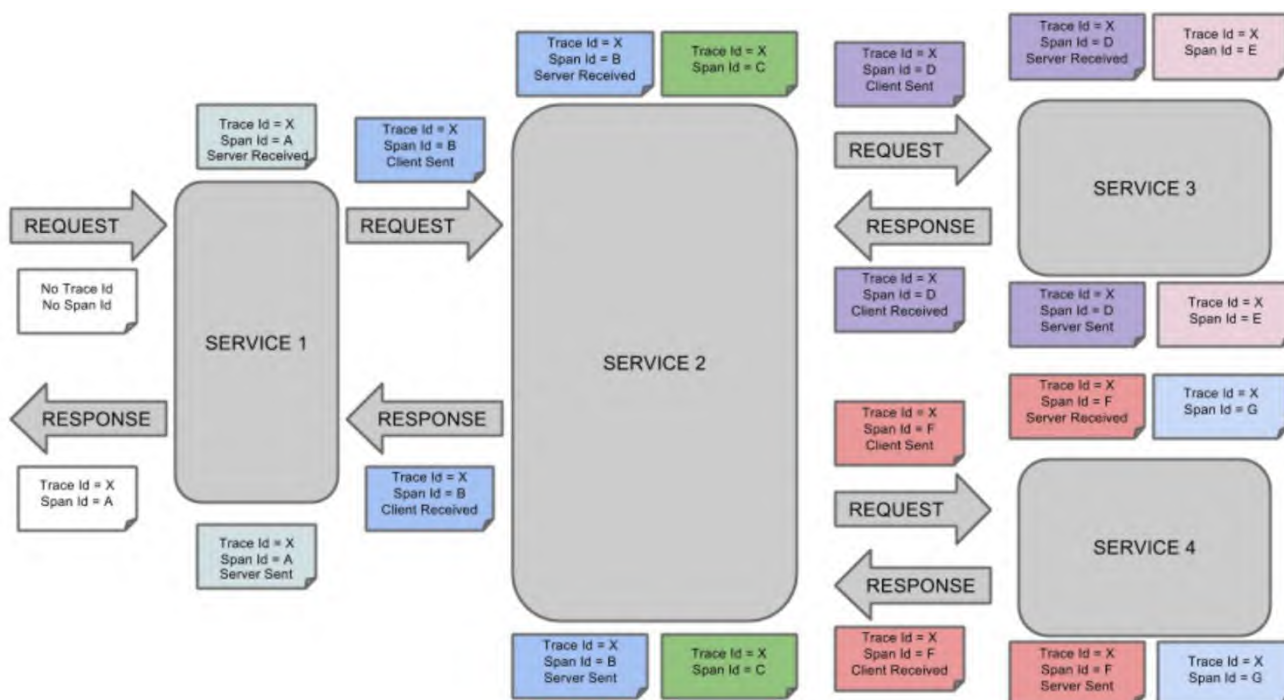 Trace Id = X
Span Id = D
Server Received
Trace Id = X
Span Id = E
Trace Id = X
Span Id = B
Server Received
Trace Id = X
Span Id = C
Trace Id = X
Span Id = D
Client Sent
Trace Id = X
Span Id = A
Server Received
Trace Id = X
Span Id = B
Client Sent
REQUEST
SERVICE 3
REQUEST
REQUEST
RESPONSE
No Trace Id
No Span Id
Trace Id = X
Span Id = D
Client Received
Trace Id = X
Span Id = D
Server Sent
Trace Id = X
Span Id = E
SERVICE 1
SERVICE 2
RESPONSE
RESPONSE
Trace Id = X
Span Id = F
Client Sent
Trace Id = X
Span Id = F
Server Received
Trace Id = X
Span Id = G
Trace Id = X
Span Id = A
Trace Id = X
Span Id = B
Client Received
REQUEST
SERVICE 4
Trace Id = X
Span Id = A
Server Sent
RESPONSE
Trace Id = X
Span Id = B
Server Sent
Trace Id = X
Span Id = C
Trace Id = X
Span Id = F
Client Received
Trace Id = X
Span Id = F
Server Sent
Trace Id = X
Span Id = G